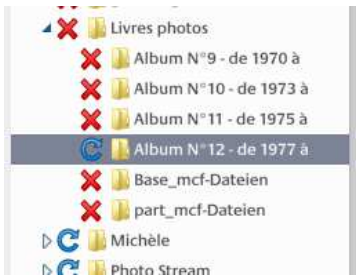 Livres photos
Album N°9 - de 1970 à
Album N°10 - de 1973 à
Album N°11 - de 1975 à
Album N°12 - de 1977 à
Base_mcf-Dateien
part_mcf-Dateien
Michèle
Photo Stream